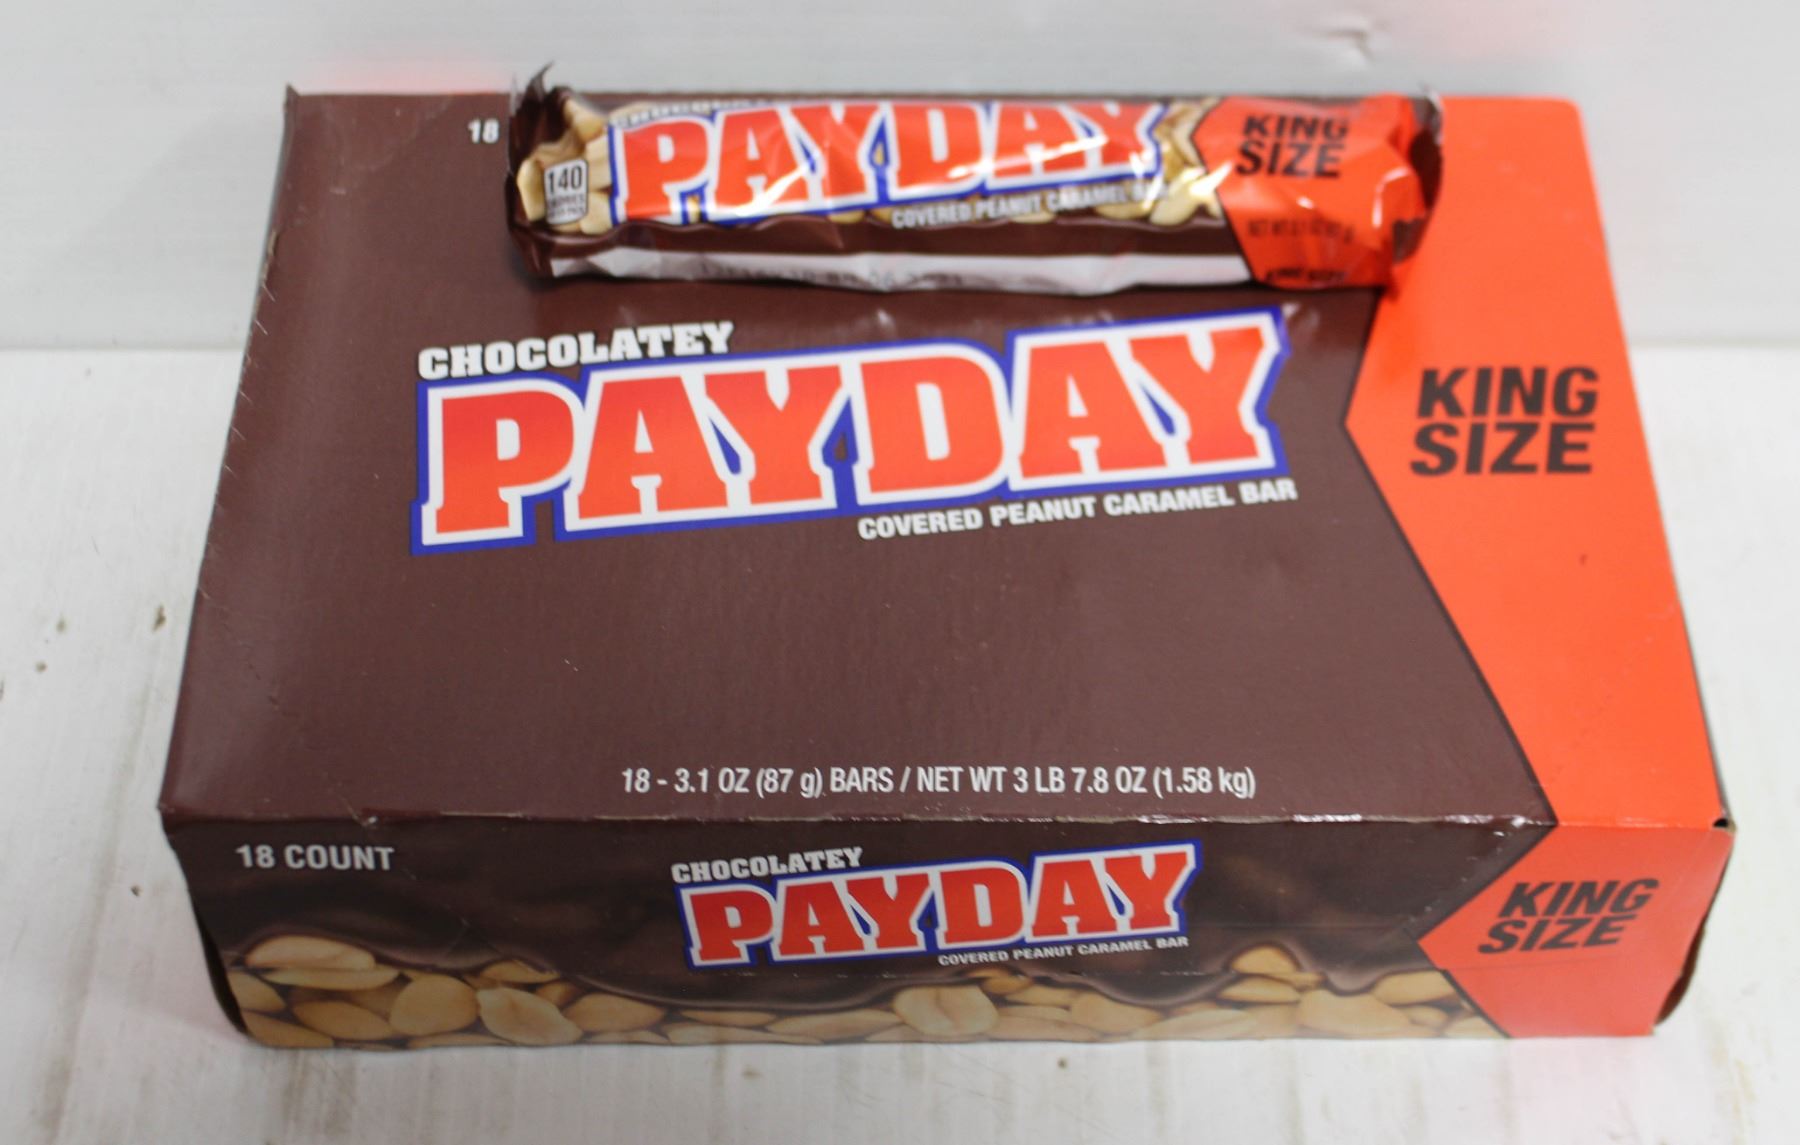 18
CHOCOLATEY
PAYDAY
COVERED PEANUT CARAMEL BAR
140
KING
SIZE
CHOCOLATEY
PAYDAY
COVERED PEANUT CARAMEL BAR
KING
SIZE
18 - 3.1 OZ (87 g) BARS / NET WT 3 LB 7.8 OZ (1.58 kg)
18 COUNT
CHOCOLATEY
PAYDAY
COVERED PEANUT CARAMEL BAR
KING
SIZE